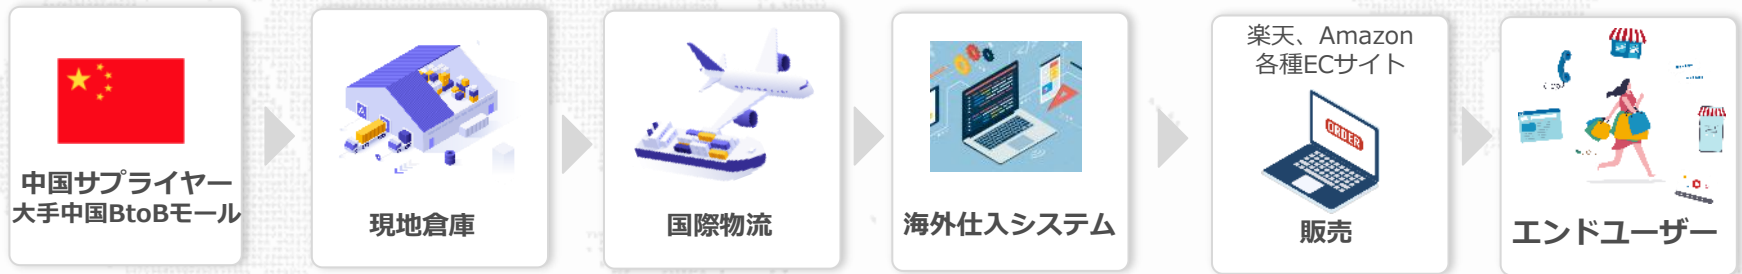 中国サプライヤー
大手中国BtoBモール
現地倉庫
国際物流
海外仕入システム
楽天、Amazon
各種ECサイト
ORDER
販売
エンドユーザー